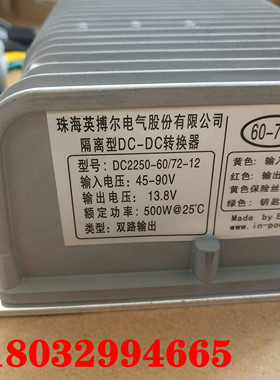 珠海英搏尔电气股份有限公司
隔离型DC-DC转换器
型号：DC2250-60/72-12
输入电压：45-90V
输出电压：13.8V
额定功率：500W@25℃
类型：双路输出
60-7
黄色：输入
红色：输出
黄色保险丝
绿色：钥匙
Made by E
www.in-pow
18032994665